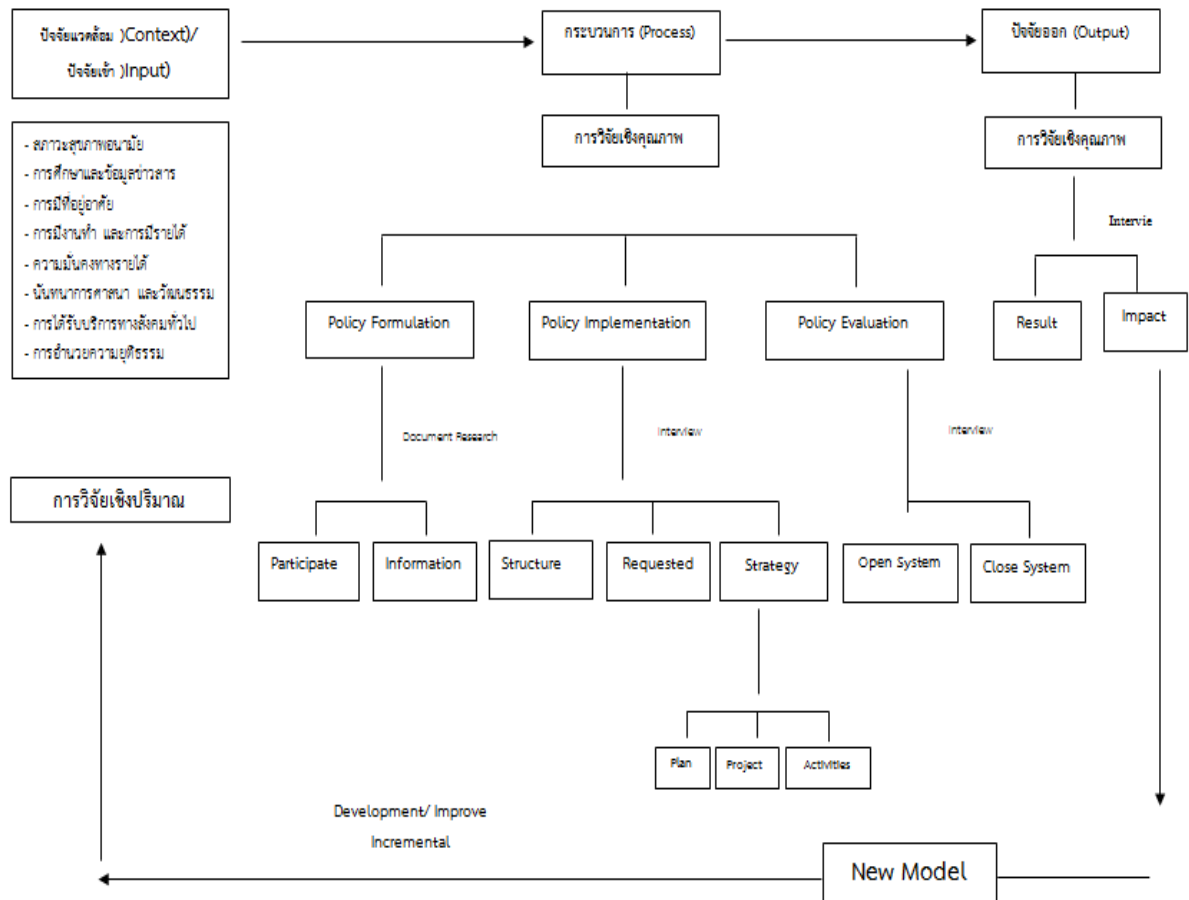 ปัจจัยแวดล้อม )Context)/
ปัจจัยเข้า )Input)
กระบวนการ (Process)
ปัจจัยออก (Output)
การวิจัยเชิงคุณภาพ
การวิจัยเชิงคุณภาพ
- สภาวะสุขภาพอนามัย
- การศึกษาและข้อมูลข่าวสาร
- การมีที่อยู่อาศัย
- การมีงานทำ และการมีรายได้
- ความมั่นคงทางรายได้
- นันทนาการศาสนา และวัฒนธรรม
- การได้รับบริการทางสังคมทั่วไป
- การอำนวยความยุติธรรม
Intervie
Policy Formulation
Policy Implementation
Policy Evaluation
Result
Impact
Document Research
Interview
Interview
การวิจัยเชิงปริมาณ
Participate
Information
Structure
Requested
Strategy
Open System
Close System
Plan
Project
Activities
Development/ Improve
Incremental
New Model